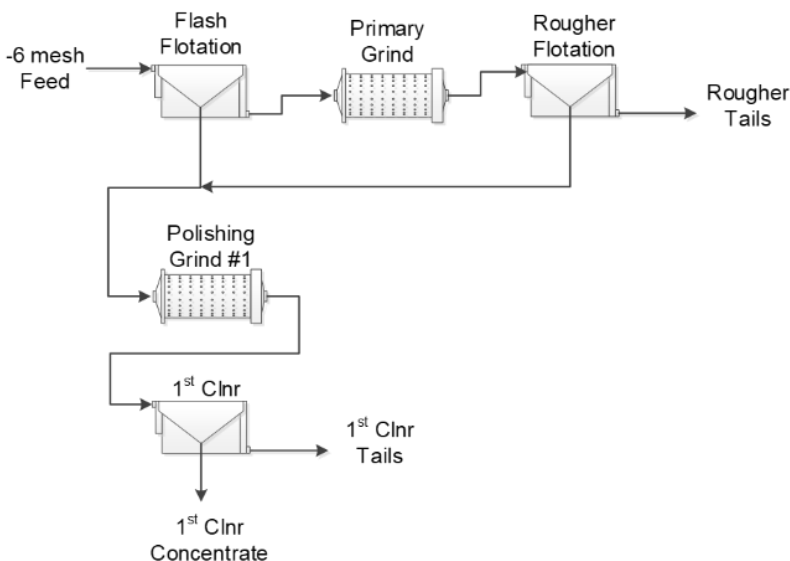 Flash
Flotation
Primary
Grind
Rougher
Flotation
-6 mesh
Feed
Rougher
Tails
Polishing
Grind #1
1st Clnr
1st Clnr
Tails
1st Clnr
Concentrate